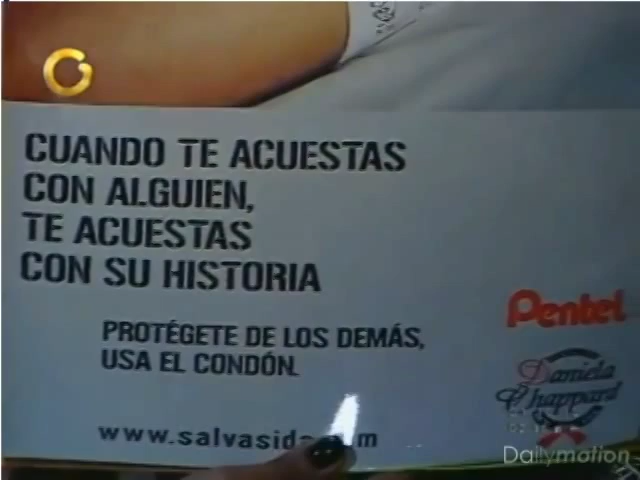 CUANDO TE ACUESTAS
CON ALGUIEN,
TE ACUESTAS
CON SU HISTORIA
PROTÉGETE DE LOS DEMÁS,
USA EL CONDÓN.
Pentel
Daniela
Chappard
Dailymotion